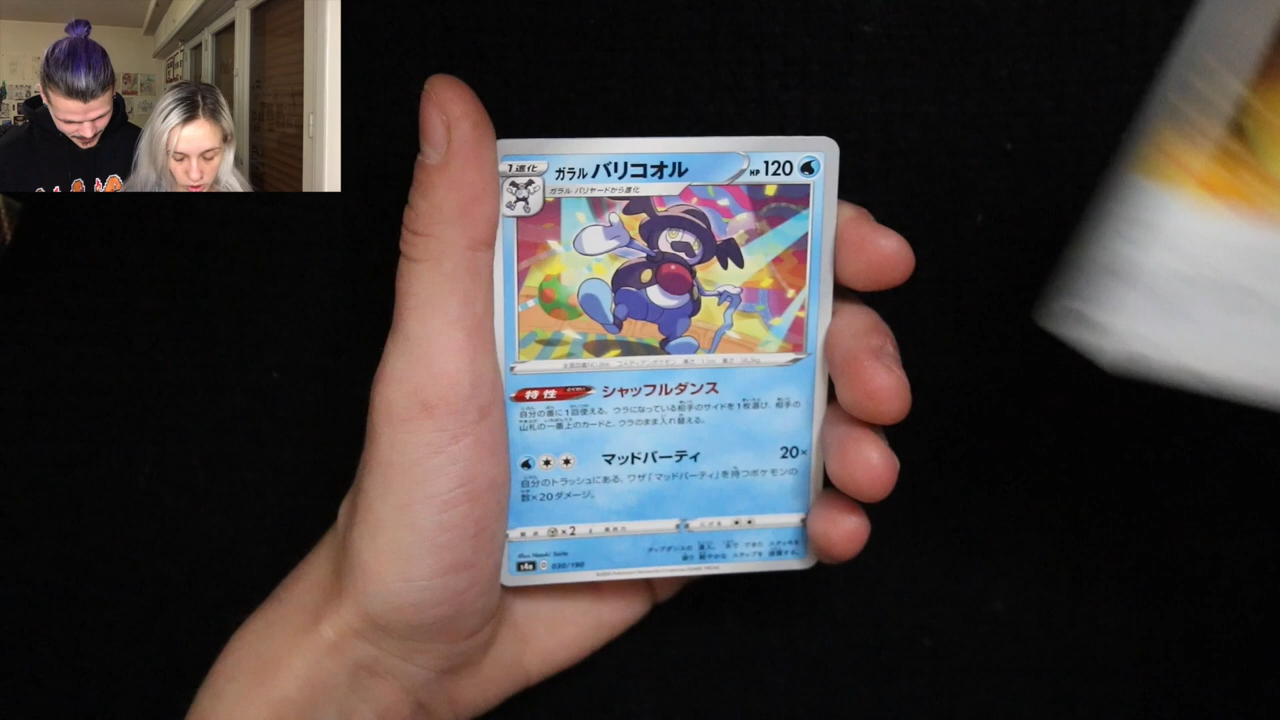 1進化 ガラル バリコオル HP 120
ガラル バリヤードから進化
特性 シャッフルダンス
自分の番に1回使える。ウラになっている相手のサイドを1枚選び、相手の
山札の一番上のカードと、ウラのまま入れ替える。
マッドパーティ 20×
自分のトラッシュにある、ワザ「マッドパーティ」を持つポケモンの
数×20ダメージ。
×2
Illus. Naoki Saito
s4a 030/190